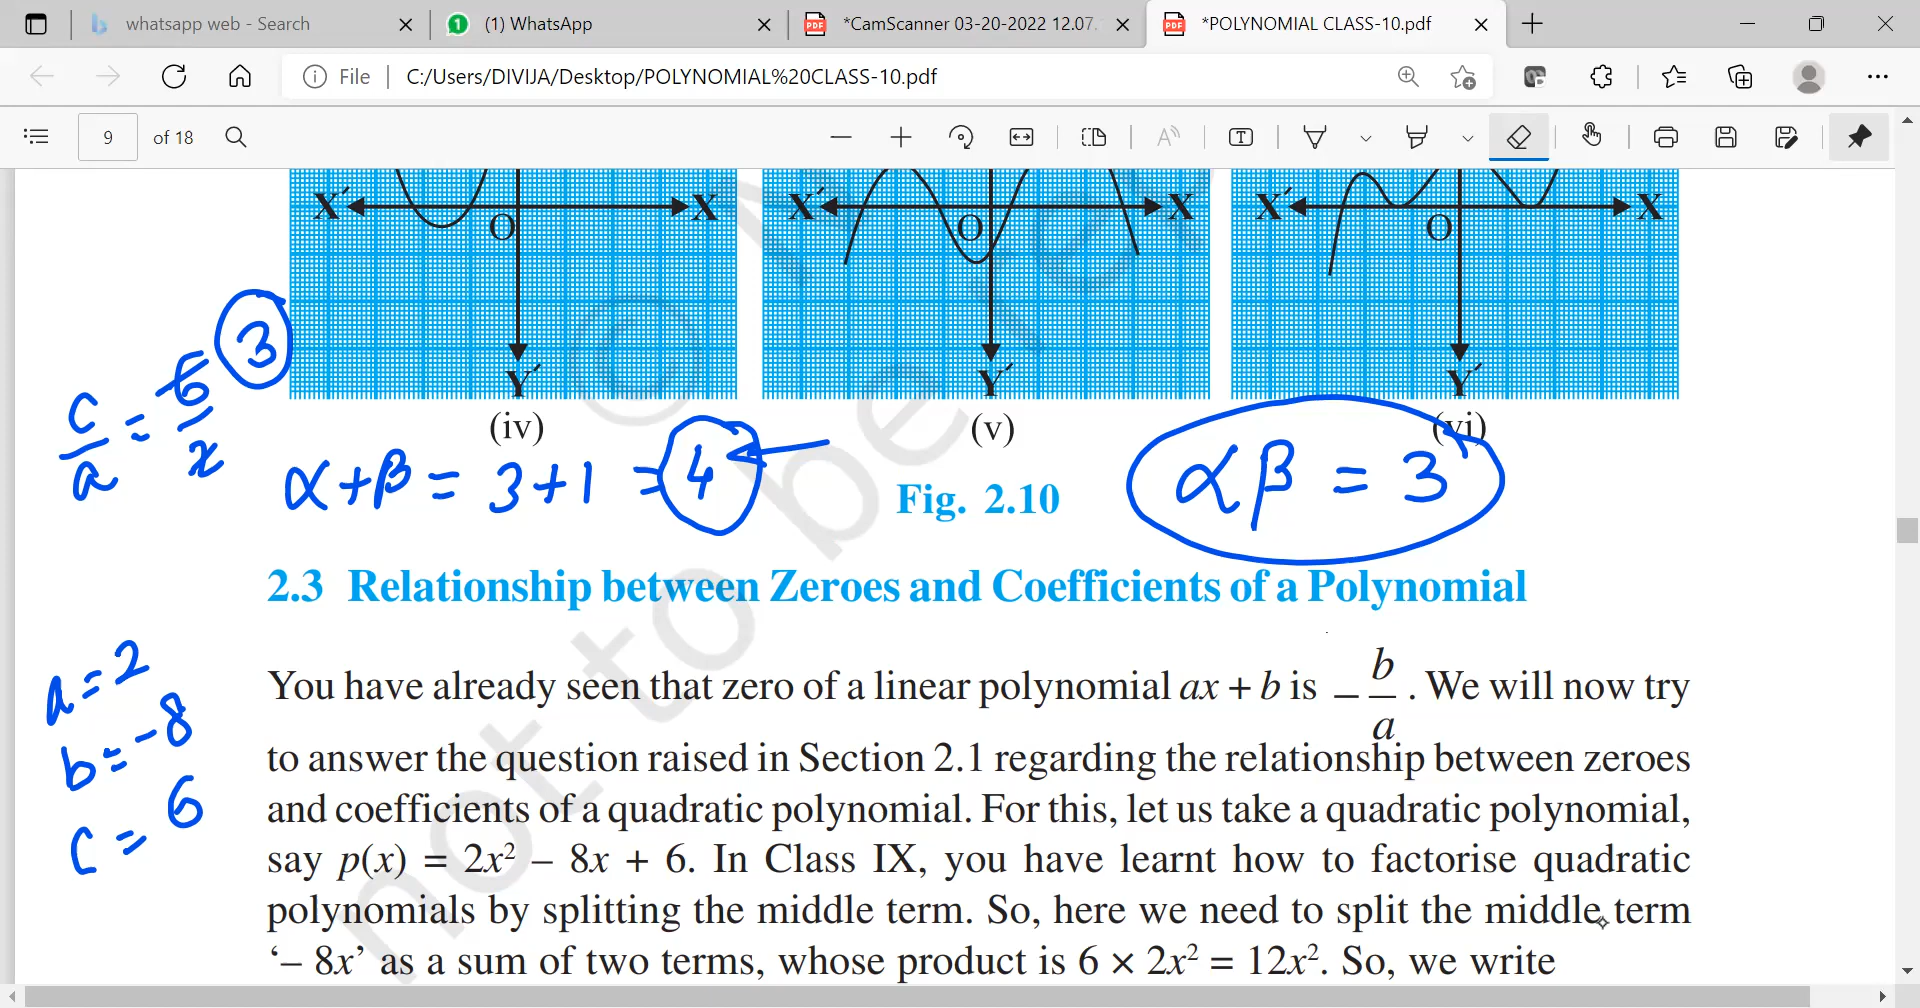 whatsapp web - Search
(1) WhatsApp
*CamScanner 03-20-2022 12.07.
*POLYNOMIAL CLASS-10.pdf
File
C:/Users/DIVIJA/Desktop/POLYNOMIAL%20CLASS-10.pdf
9 of 18
X′ O X X′ O X X′ O X
Y′ Y′ Y′
(iv) (v) (vi)
c/a = 6/2 3
α+β = 3+1 = 4
Fig. 2.10
αβ = 3
2.3 Relationship between Zeroes and Coefficients of a Polynomial
a = 2
b = -8
c = 6
You have already seen that zero of a linear polynomial ax + b is – b/a . We will now try
to answer the question raised in Section 2.1 regarding the relationship between zeroes
and coefficients of a quadratic polynomial. For this, let us take a quadratic polynomial,
say p(x) = 2x² – 8x + 6. In Class IX, you have learnt how to factorise quadratic
polynomials by splitting the middle term. So, here we need to split the middle term
‘– 8x’ as a sum of two terms, whose product is 6 × 2x² = 12x². So, we write
not to be